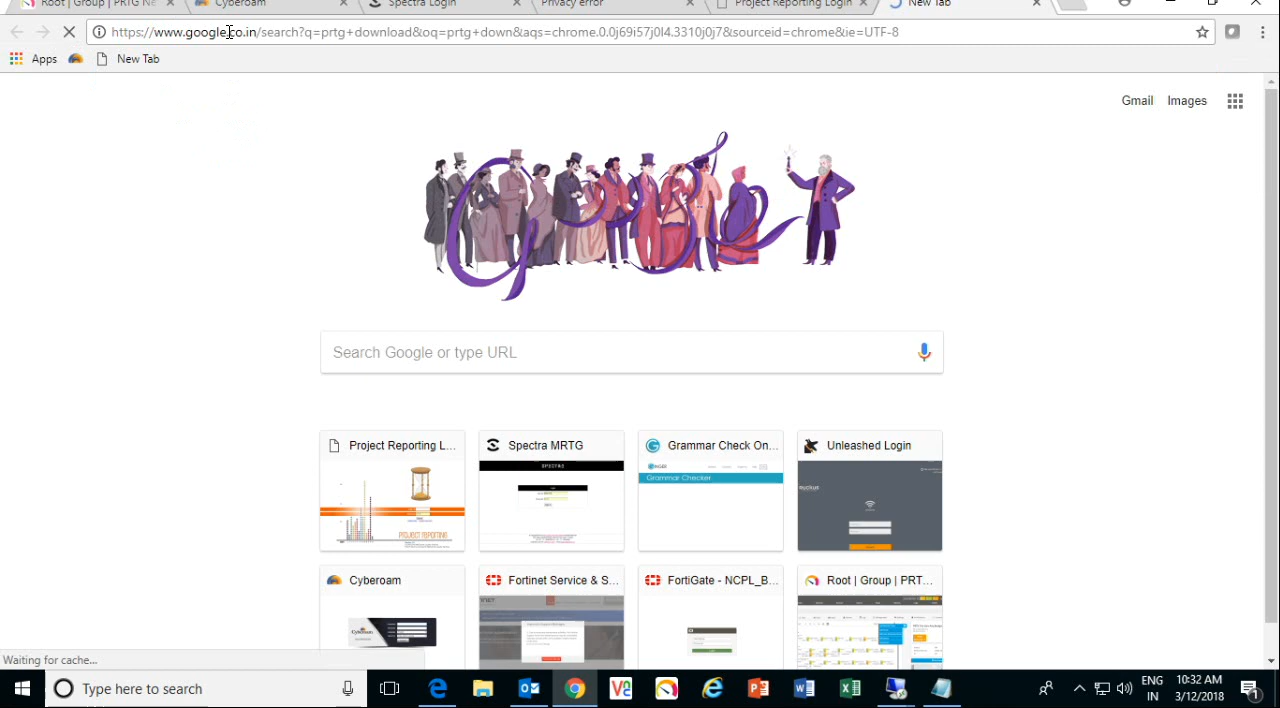 Root | Group | PRTG Ne
Cyberoam
Spectra Login
Privacy error
Project Reporting Login
New Tab
https://www.google.co.in/search?q=prtg+download&oq=prtg+down&aqs=chrome.0.0j69i57j0l4.3310j0j7&sourceid=chrome&ie=UTF-8
Apps
New Tab
Gmail Images
Search Google or type URL
Project Reporting L...
Spectra MRTG
Grammar Check On...
Unleashed Login
SPECTRA
GINGER
Grammar Checker
RUCKUS
PROJECT REPORTING
Cyberoam
Fortinet Service & S...
FortiGate - NCPL_B...
Root | Group | PRT...
Waiting for cache...
Type here to search
ENG
IN
10:32 AM
3/12/2018
1